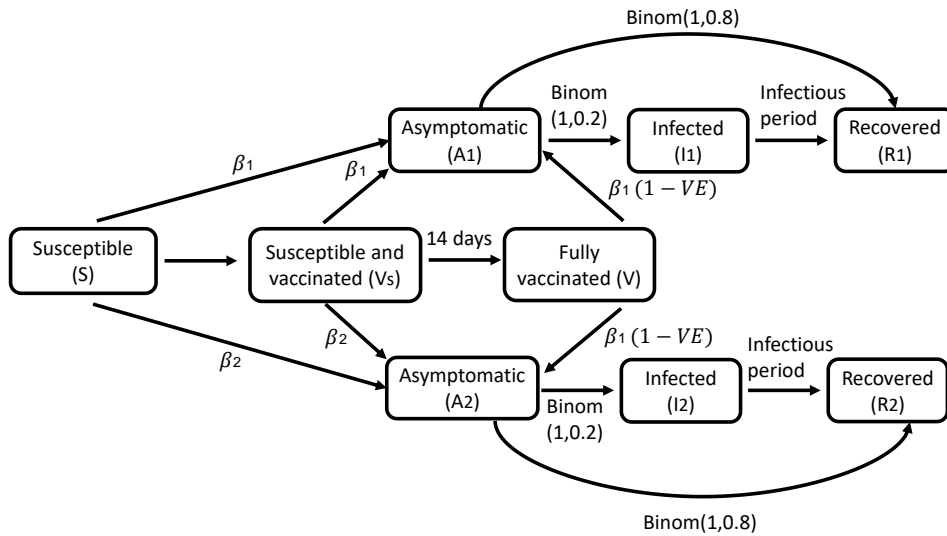 Binom(1,0.8)
Asymptomatic
(A1)
Binom
(1,0.2)
Infected
(I1)
Infectious
period
Recovered
(R1)
β1
β1
β1 (1 − VE)
Susceptible
(S)
Susceptible and
vaccinated (Vs)
14 days
Fully
vaccinated (V)
β2
β2
β1 (1 − VE)
Asymptomatic
(A2)
Binom
(1,0.2)
Infected
(I2)
Infectious
period
Recovered
(R2)
Binom(1,0.8)